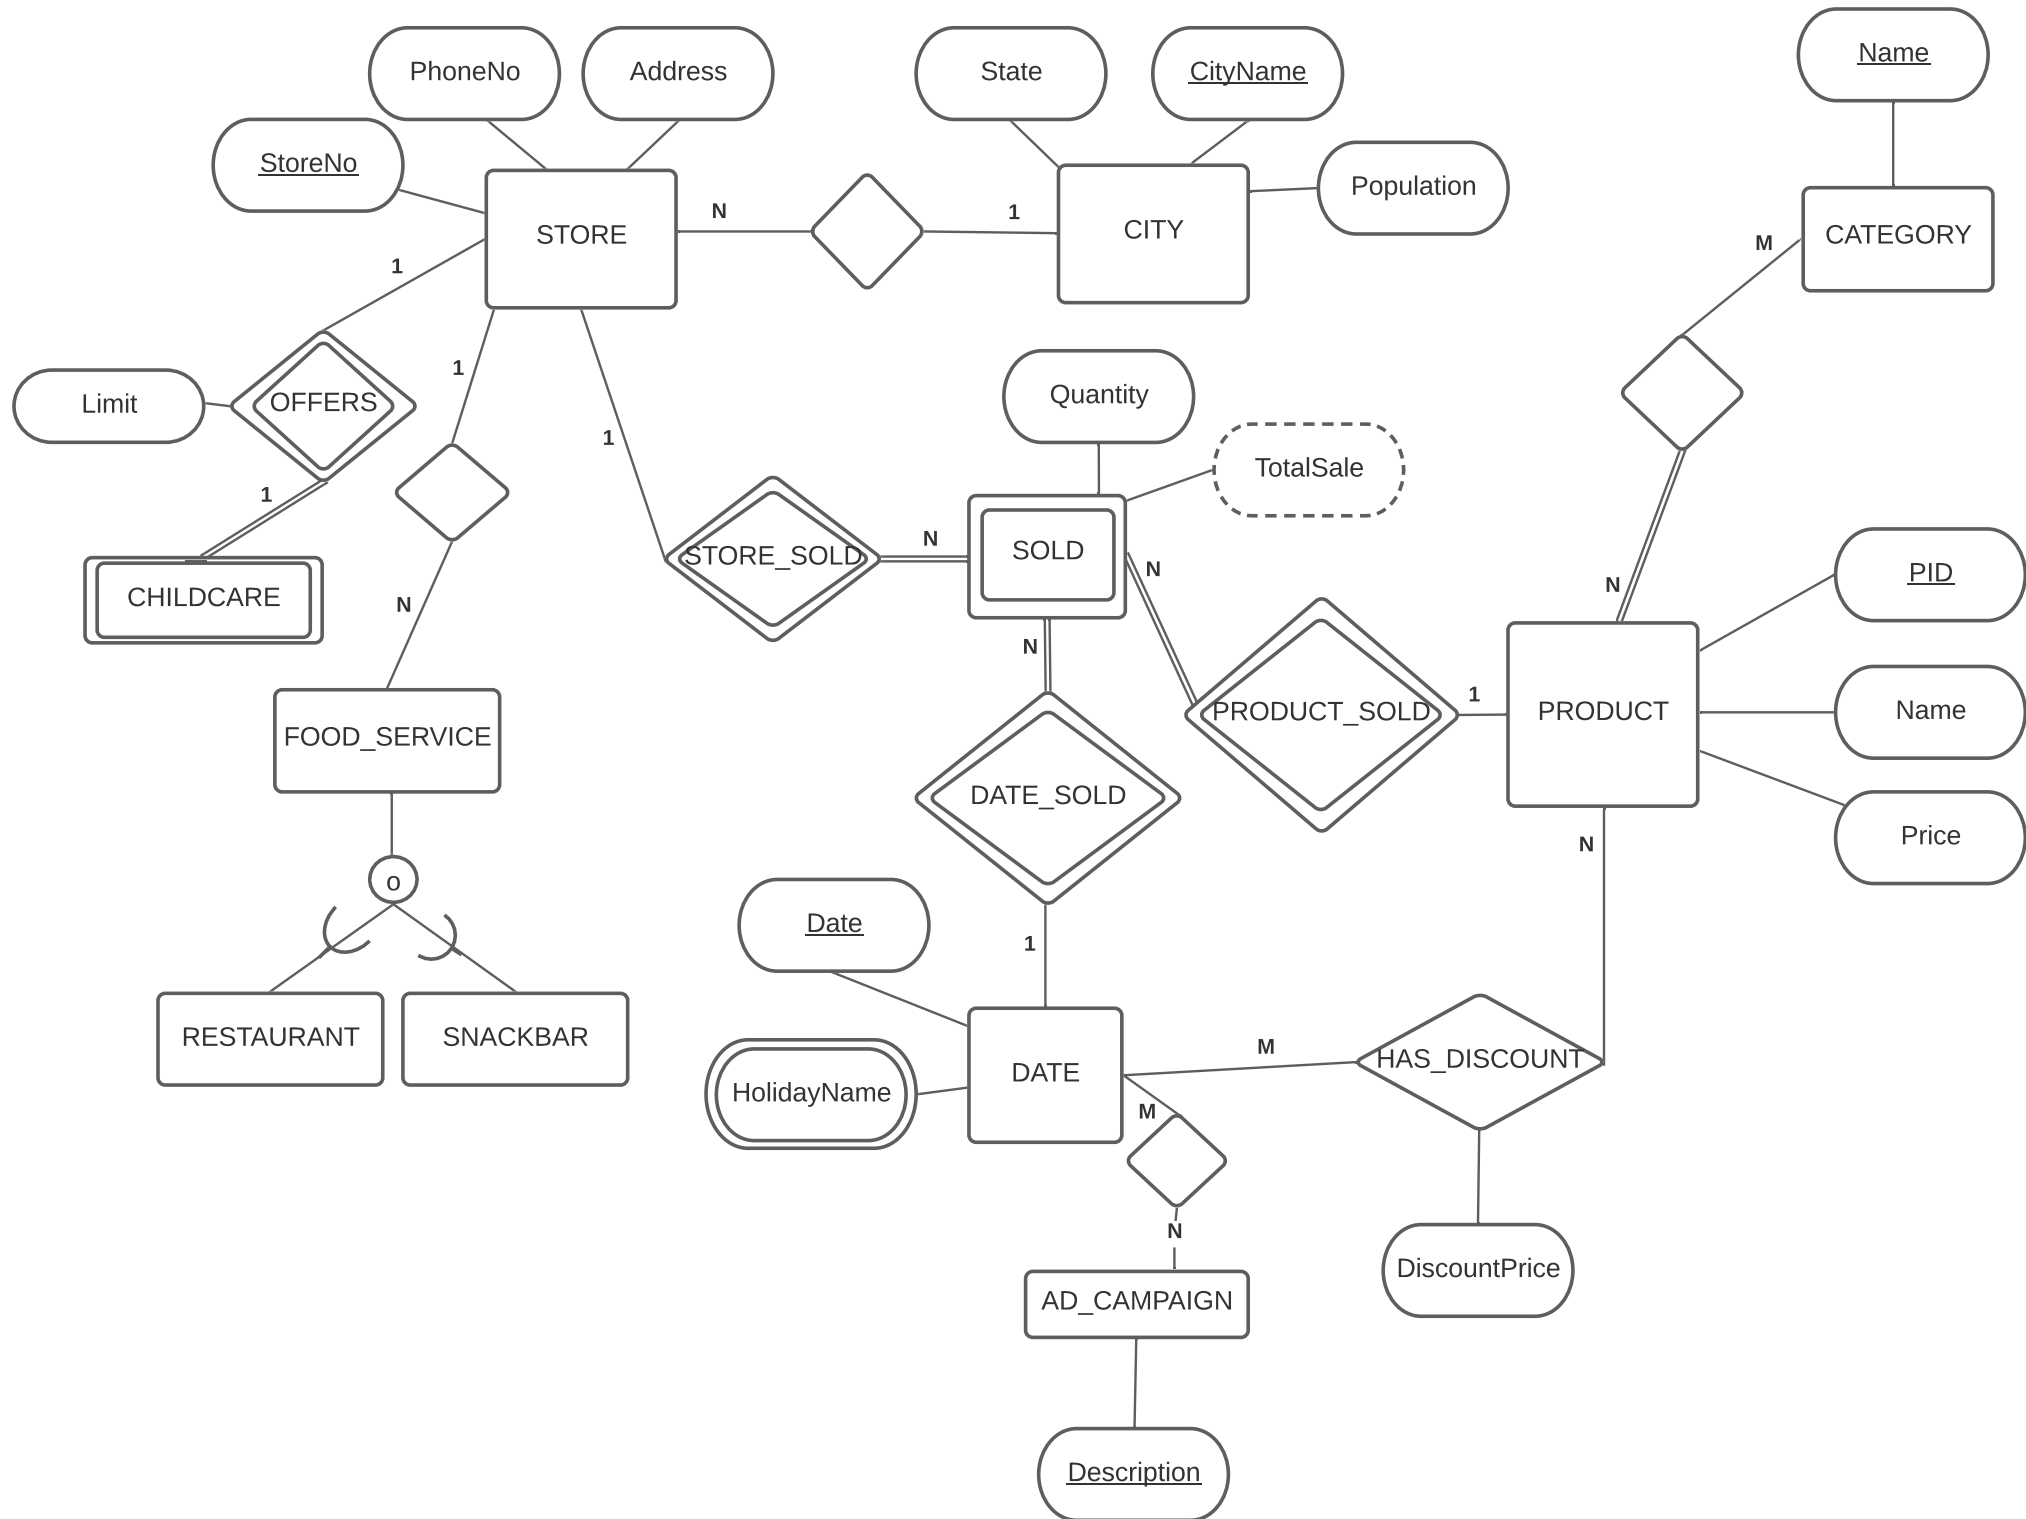 Name
PhoneNo
Address
State
CityName
StoreNo
Population
STORE
N
1
CITY
M
CATEGORY
1
1
Limit
OFFERS
Quantity
1
TotalSale
1
STORE_SOLD
N
SOLD
N
PID
CHILDCARE
N
N
N
PRODUCT_SOLD
1
PRODUCT
Name
FOOD_SERVICE
DATE_SOLD
N
Price
o
Date
1
RESTAURANT
SNACKBAR
HolidayName
DATE
M
HAS_DISCOUNT
M
N
AD_CAMPAIGN
DiscountPrice
Description